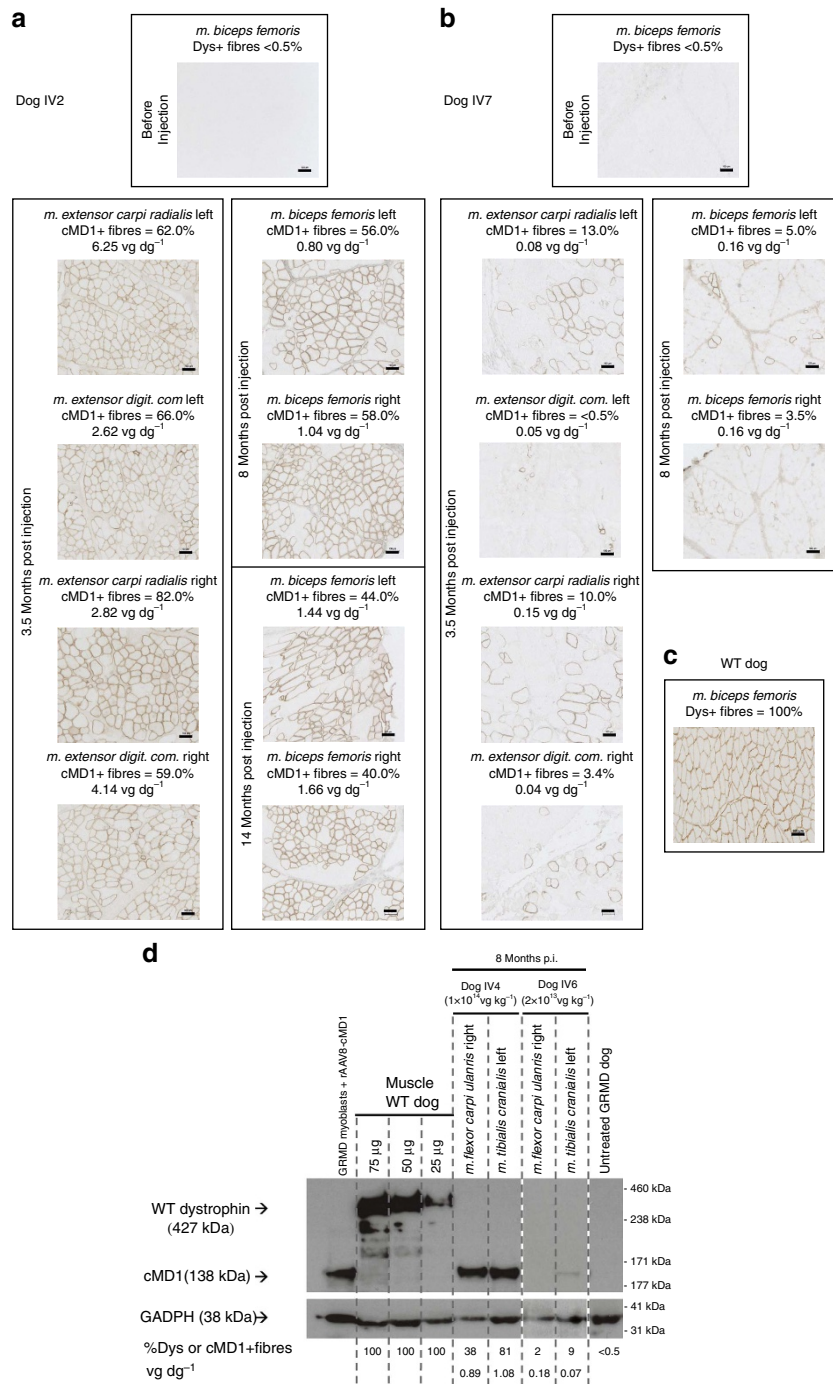 a
m. biceps femoris
Dys+ fibres <0.5%
Dog IV2
Before
Injection
m. extensor carpi radialis left
cMD1+ fibres = 62.0%
6.25 vg dg⁻¹
m. extensor digit. com left
cMD1+ fibres = 66.0%
2.62 vg dg⁻¹
m. extensor carpi radialis right
cMD1+ fibres = 82.0%
2.82 vg dg⁻¹
m. extensor digit. com. right
cMD1+ fibres = 59.0%
4.14 vg dg⁻¹
3.5 Months post injection
m. biceps femoris left
cMD1+ fibres = 56.0%
0.80 vg dg⁻¹
m. biceps femoris right
cMD1+ fibres = 58.0%
1.04 vg dg⁻¹
8 Months post injection
m. biceps femoris left
cMD1+ fibres = 44.0%
1.44 vg dg⁻¹
m. biceps femoris right
cMD1+ fibres = 40.0%
1.66 vg dg⁻¹
14 Months post injection
b
m. biceps femoris
Dys+ fibres <0.5%
Dog IV7
Before
Injection
m. extensor carpi radialis left
cMD1+ fibres = 13.0%
0.08 vg dg⁻¹
m. extensor digit. com. left
cMD1+ fibres = <0.5%
0.05 vg dg⁻¹
m. extensor carpi radialis right
cMD1+ fibres = 10.0%
0.15 vg dg⁻¹
m. extensor digit. com. right
cMD1+ fibres = 3.4%
0.04 vg dg⁻¹
3.5 Months post injection
m. biceps femoris left
cMD1+ fibres = 5.0%
0.16 vg dg⁻¹
m. biceps femoris right
cMD1+ fibres = 3.5%
0.16 vg dg⁻¹
8 Months post injection
c
WT dog
m. biceps femoris
Dys+ fibres = 100%
d
8 Months p.i.
Dog IV4
(1×10¹⁴vg kg⁻¹)
Dog IV6
(2×10¹³vg kg⁻¹)
GRMD myoblasts + rAAV8-cMD1
Muscle
WT dog
75 µg
50 µg
25 µg
m.flexor carpi ulanris right
m. tibialis cranialis left
m.flexor carpi ulanris right
m. tibialis cranialis left
Untreated GRMD dog
WT dystrophin →
(427 kDa)
cMD1(138 kDa) →
GADPH (38 kDa)→
- 460 kDa
- 238 kDa
- 171 kDa
- 177 kDa
- 41 kDa
- 31 kDa
%Dys or cMD1+fibres 100 100 100 38 81 2 9 <0.5
vg dg⁻¹ 0.89 1.08 0.18 0.07